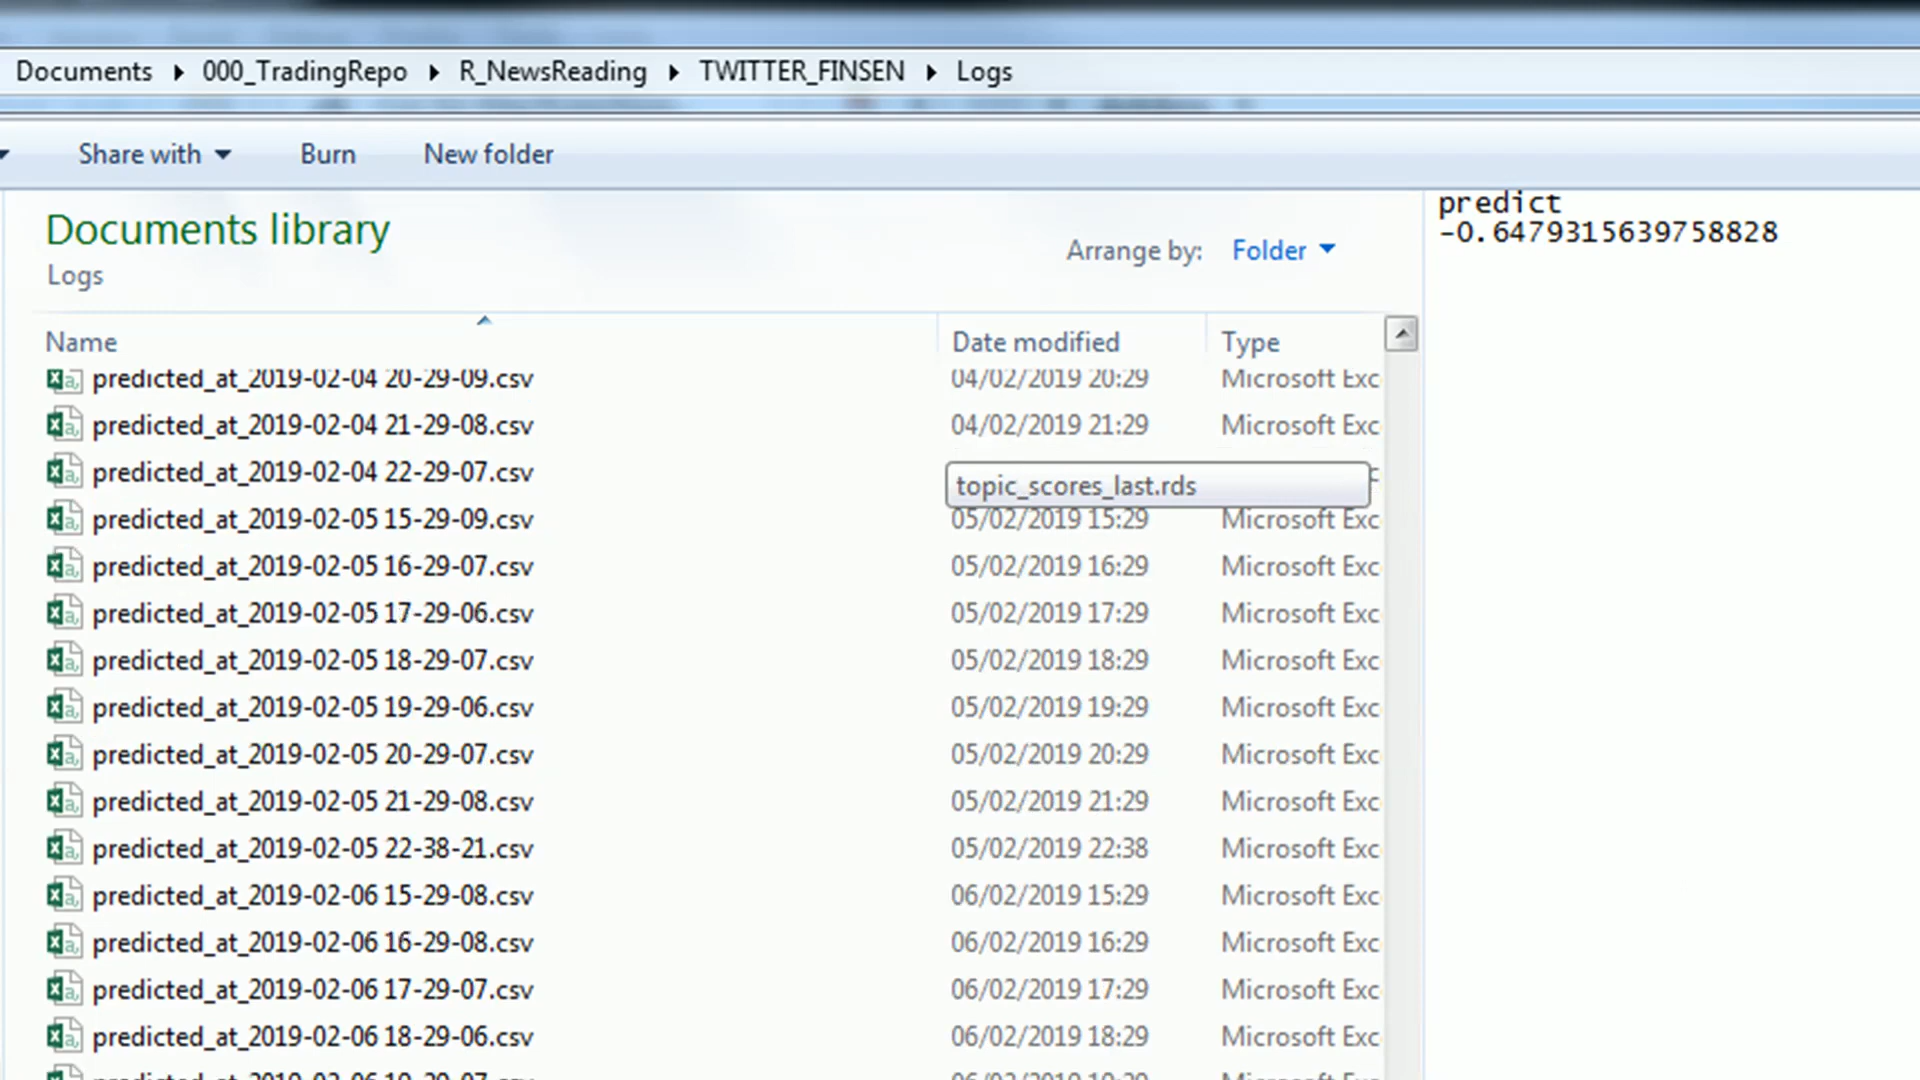 Documents ▸ 000_TradingRepo ▸ R_NewsReading ▸ TWITTER_FINSEN ▸ Logs
Share with Burn New folder
Documents library
Logs
Arrange by: Folder
predict
-0.6479315639758828
Name Date modified Type
predicted_at_2019-02-04 20-29-09.csv 04/02/2019 20:29 Microsoft Exc
predicted_at_2019-02-04 21-29-08.csv 04/02/2019 21:29 Microsoft Exc
predicted_at_2019-02-04 22-29-07.csv
topic_scores_last.rds
predicted_at_2019-02-05 15-29-09.csv 05/02/2019 15:29 Microsoft Exc
predicted_at_2019-02-05 16-29-07.csv 05/02/2019 16:29 Microsoft Exc
predicted_at_2019-02-05 17-29-06.csv 05/02/2019 17:29 Microsoft Exc
predicted_at_2019-02-05 18-29-07.csv 05/02/2019 18:29 Microsoft Exc
predicted_at_2019-02-05 19-29-06.csv 05/02/2019 19:29 Microsoft Exc
predicted_at_2019-02-05 20-29-07.csv 05/02/2019 20:29 Microsoft Exc
predicted_at_2019-02-05 21-29-08.csv 05/02/2019 21:29 Microsoft Exc
predicted_at_2019-02-05 22-38-21.csv 05/02/2019 22:38 Microsoft Exc
predicted_at_2019-02-06 15-29-08.csv 06/02/2019 15:29 Microsoft Exc
predicted_at_2019-02-06 16-29-08.csv 06/02/2019 16:29 Microsoft Exc
predicted_at_2019-02-06 17-29-07.csv 06/02/2019 17:29 Microsoft Exc
predicted_at_2019-02-06 18-29-06.csv 06/02/2019 18:29 Microsoft Exc